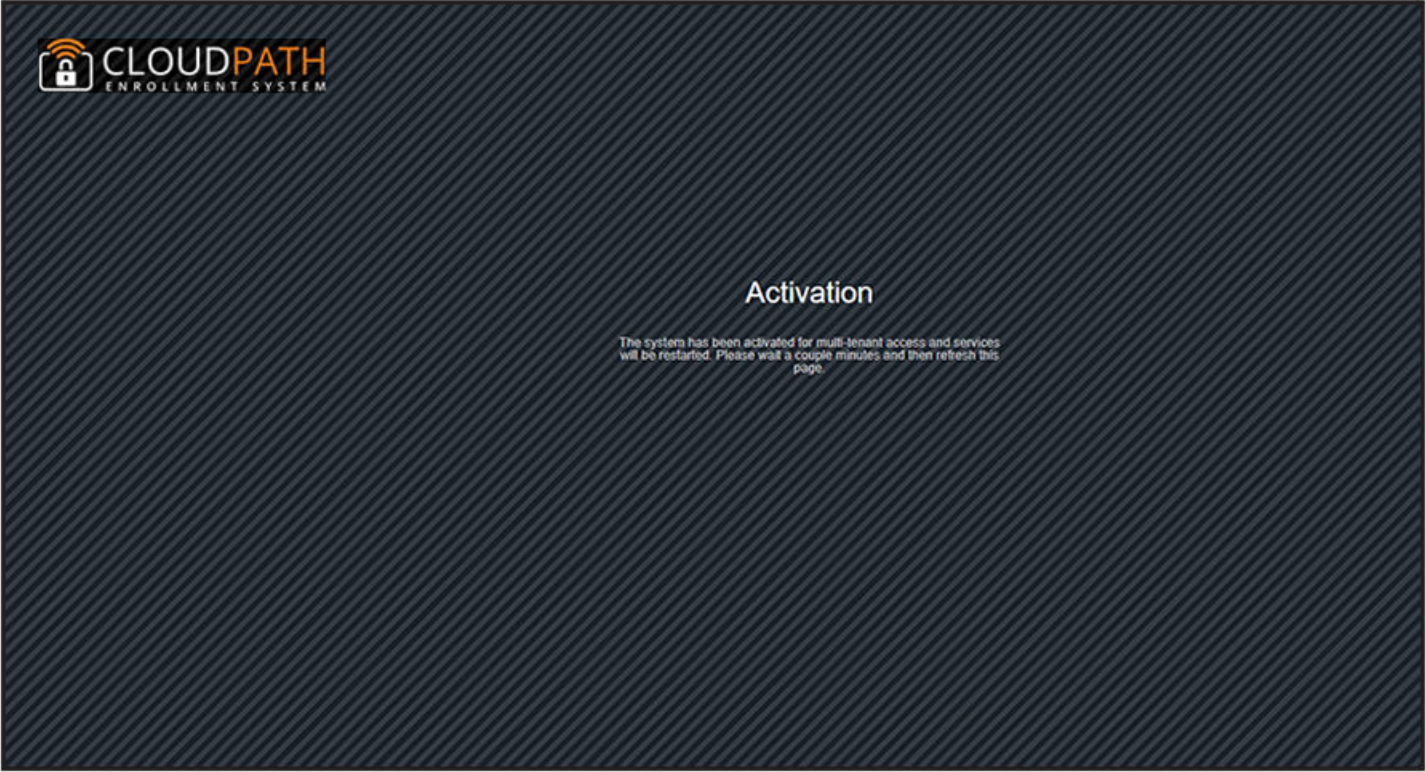 CLOUDPATH
ENROLLMENT SYSTEM
Activation
The system has been activated for multi-tenant access and services
will be restarted. Please wait a couple minutes and then refresh this
page.